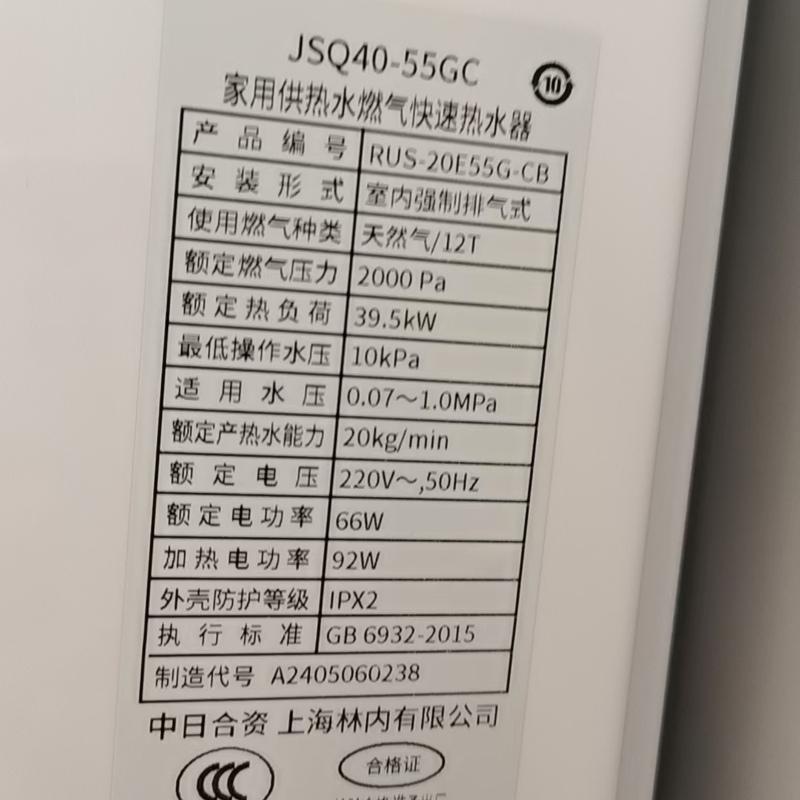 JSQ40-55GC
10
家用供热水燃气快速热水器
产品编号 RUS-20E55G-CB
安装形式 室内强制排气式
使用燃气种类 天然气/12T
额定燃气压力 2000 Pa
额定热负荷 39.5kW
最低操作水压 10kPa
适用水压 0.07～1.0MPa
额定产热水能力 20kg/min
额定电压 220V～,50Hz
额定电功率 66W
加热电功率 92W
外壳防护等级 IPX2
执行标准 GB 6932-2015
制造代号 A2405060238
中日合资 上海林内有限公司
CCC 合格证